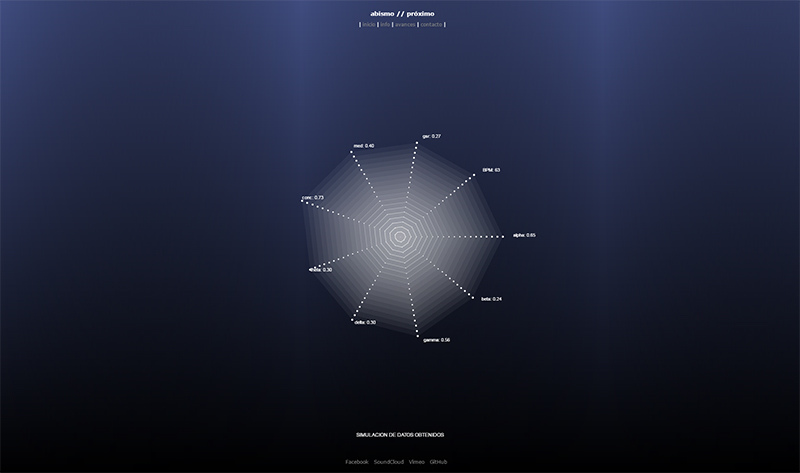 abismo // próximo
| inicio | info | avances | contacto |
gsr: 0.27
med: 0.40
BPM: 63
conc: 0.73
alpha: 0.65
theta: 0.30
beta: 0.24
delta: 0.30
gamma: 0.56
SIMULACION DE DATOS OBTENIDOS
Facebook SoundCloud Vimeo GitHub